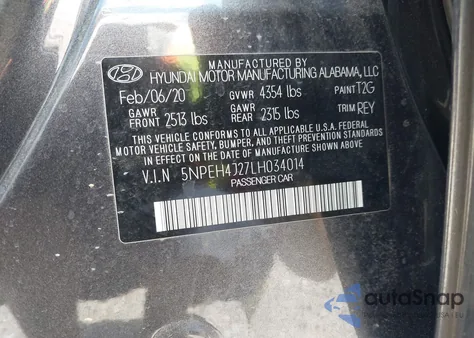 MANUFACTURED BY
HYUNDAI MOTOR MANUFACTURING ALABAMA, LLC
Feb/06/20 GVWR 4354 lbs PAINT T2G
GAWR FRONT 2513 lbs GAWR REAR 2315 lbs TRIM REY
THIS VEHICLE CONFORMS TO ALL APPLICABLE FEDERAL
MOTOR VEHICLE SAFETY, BUMPER, AND THEFT PREVENTION STANDARDS
IN EFFECT ON THE DATE OF MANUFACTURE SHOWN ABOVE.
V.I.N 5NPEH4J27LH034014
PASSENGER CAR
autoSnap